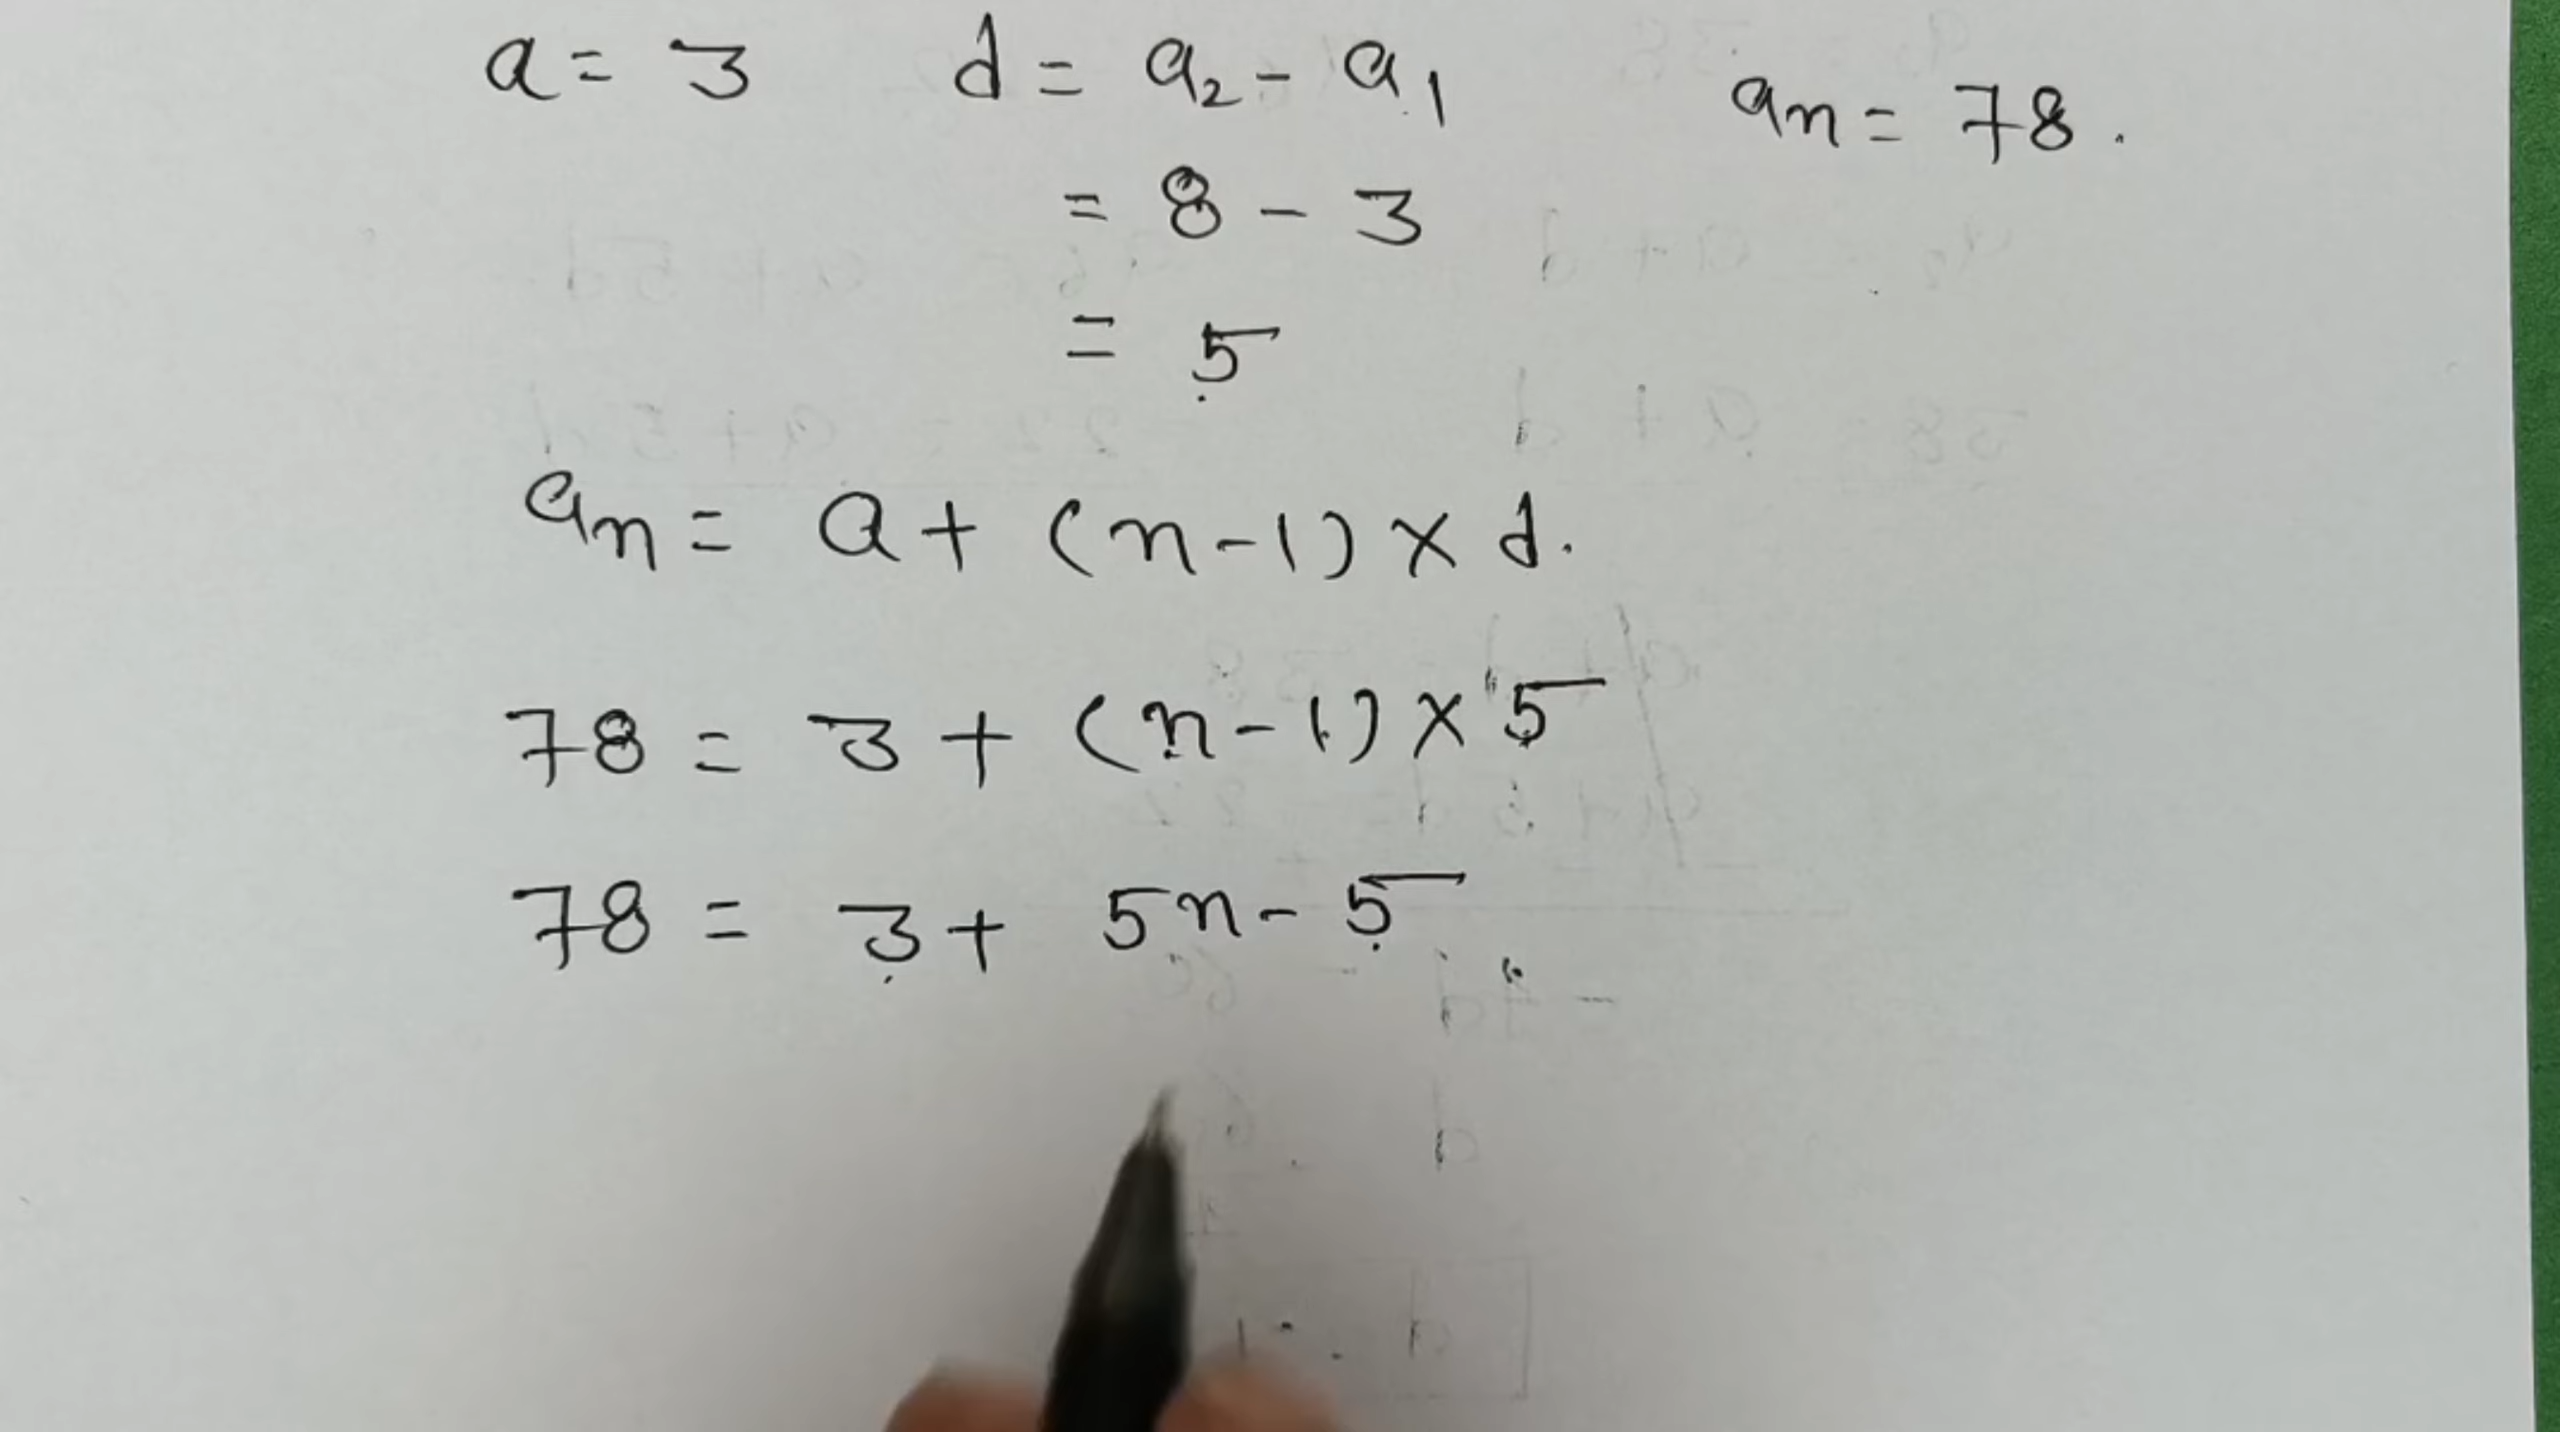 a = 3 d = a₂ - a₁ aₙ = 78.
= 8 - 3
= 5
aₙ = a + (n-1) × d.
78 = 3 + (n-1) × 5
78 = 3 + 5n - 5